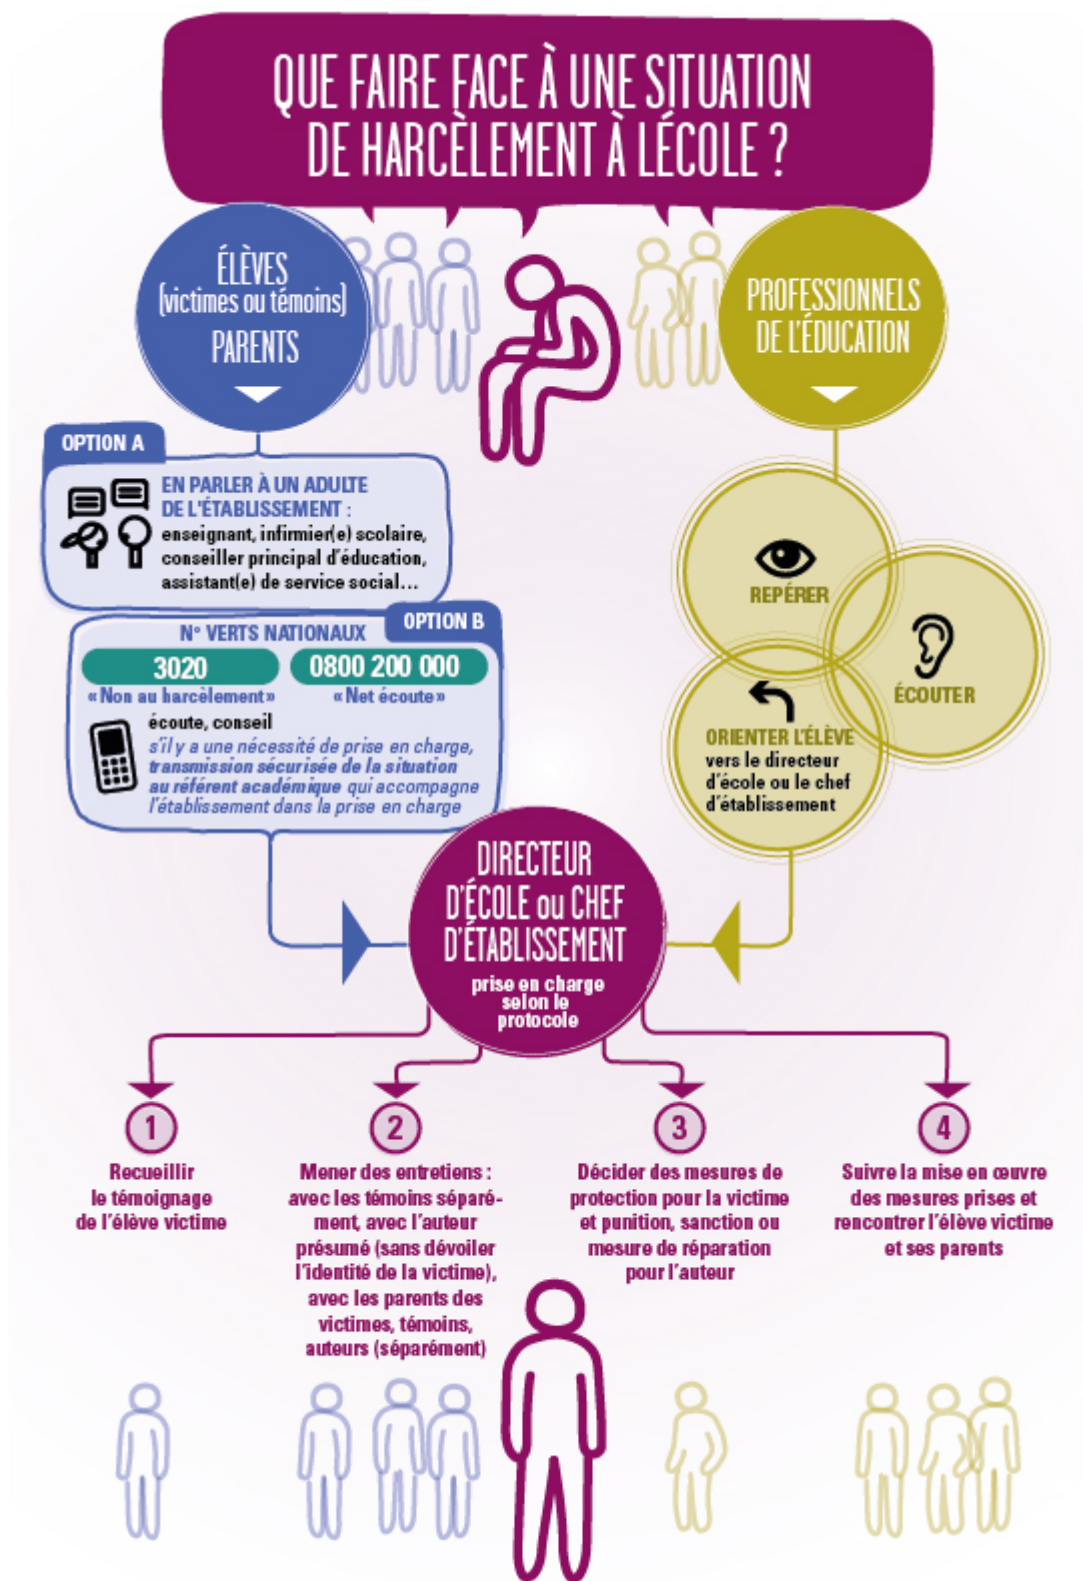 QUE FAIRE FACE À UNE SITUATION
DE HARCÈLEMENT À LÉCOLE ?
ÉLÈVES
(victimes ou témoins)
PARENTS
PROFESSIONNELS
DE L'ÉDUCATION
OPTION A
EN PARLER À UN ADULTE
DE L'ÉTABLISSEMENT :
enseignant, infirmier(e) scolaire,
conseiller principal d'éducation,
assistant(e) de service social...
OPTION B
N° VERTS NATIONAUX
3020
0800 200 000
« Non au harcèlement »
« Net écoute »
écoute, conseil
s'il y a une nécessité de prise en charge,
transmission sécurisée de la situation
au référent académique qui accompagne
l'établissement dans la prise en charge
REPÉRER
ÉCOUTER
ORIENTER L'ÉLÈVE
vers le directeur
d'école ou le chef
d'établissement
DIRECTEUR
D'ÉCOLE ou CHEF
D'ÉTABLISSEMENT
prise en charge
selon le
protocole
1
Recueillir
le témoignage
de l'élève victime
2
Mener des entretiens :
avec les témoins séparé-
ment, avec l'auteur
présumé (sans dévoiler
l'identité de la victime),
avec les parents des
victimes, témoins,
auteurs (séparément)
3
Décider des mesures de
protection pour la victime
et punition, sanction ou
mesure de réparation
pour l'auteur
4
Suivre la mise en œuvre
des mesures prises et
rencontrer l'élève victime
et ses parents